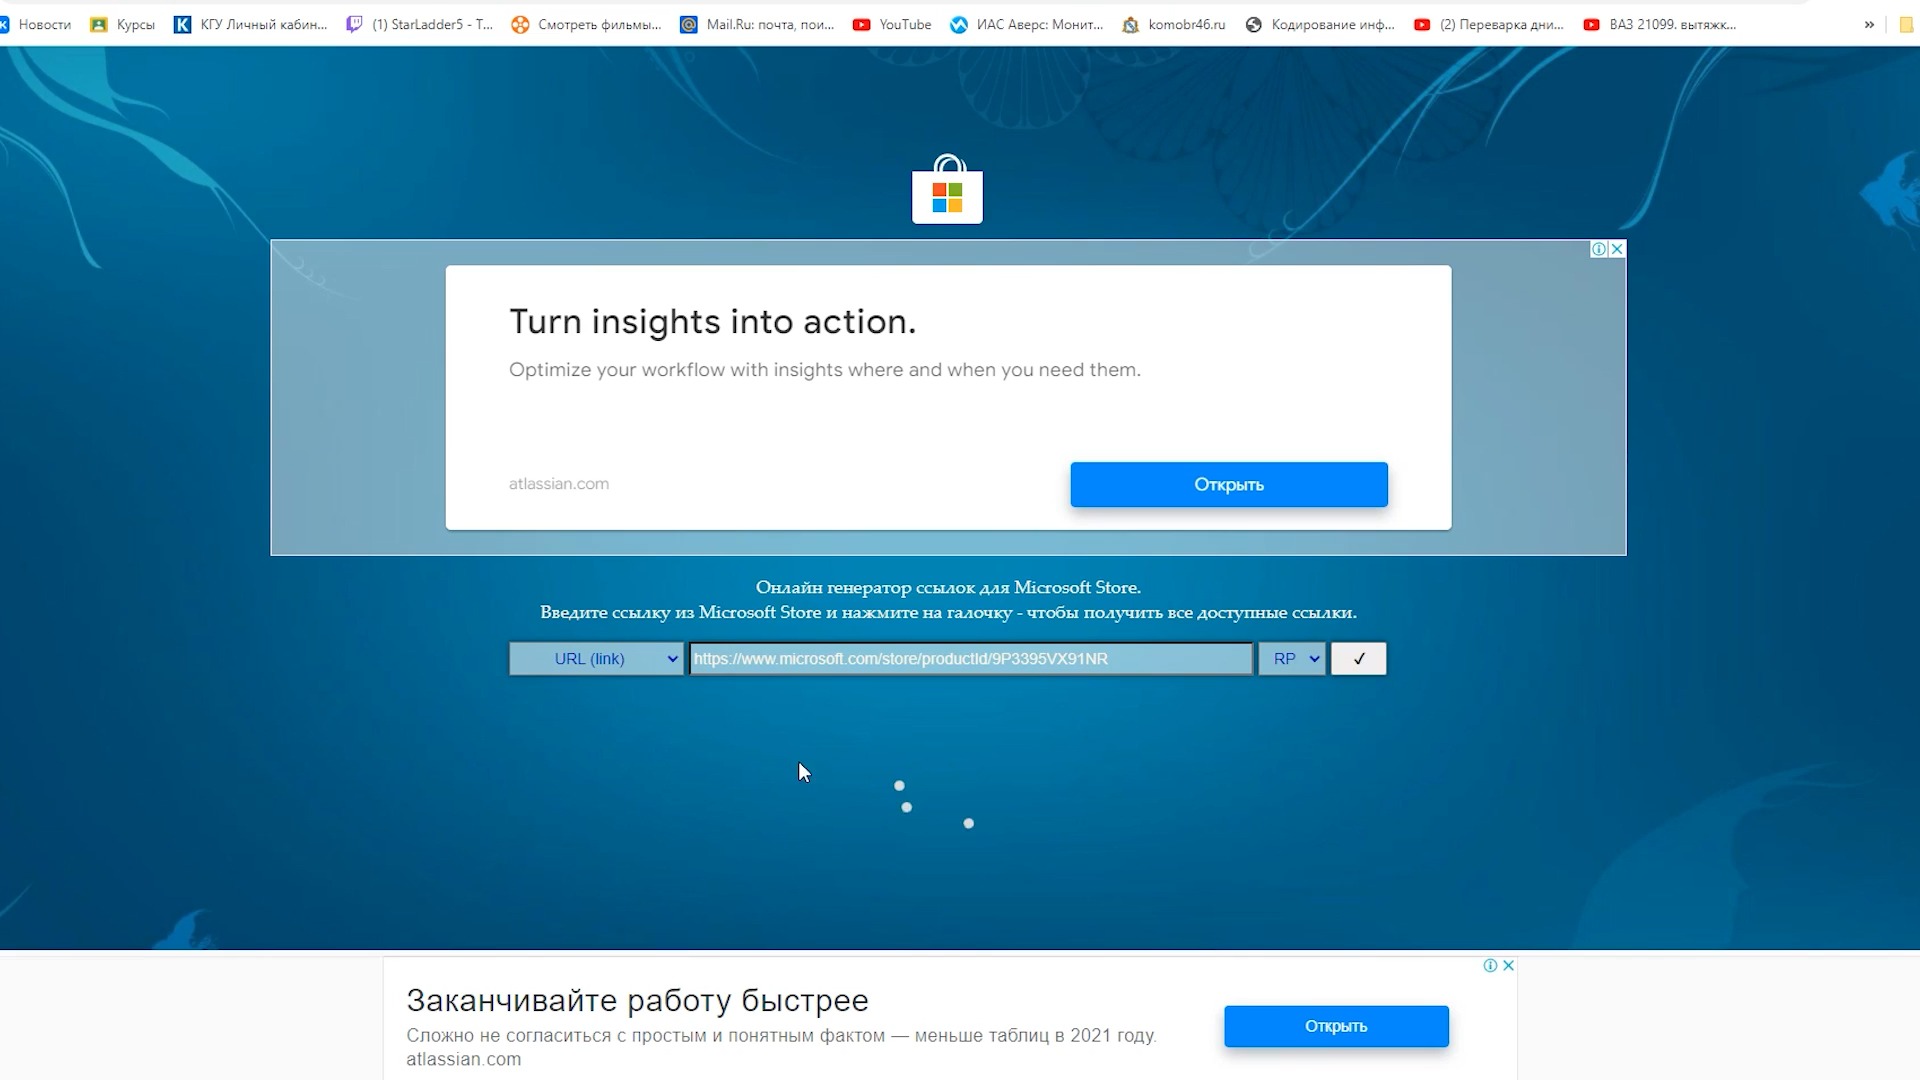 Новости Курсы КГУ Личный кабин... (1) StarLadder5 - T... Смотреть фильмы... Mail.Ru: почта, пои... YouTube ИАС Аверс: Монит... komobr46.ru Кодирование инф... (2) Переварка дни... ВАЗ 21099. вытяжк... »
Turn insights into action.
Optimize your workflow with insights where and when you need them.
atlassian.com Открыть
Онлайн генератор ссылок для Microsoft Store.
Введите ссылку из Microsoft Store и нажмите на галочку - чтобы получить все доступные ссылки.
URL (link) https://www.microsoft.com/store/productId/9P3395VX91NR RP ✓
Заканчивайте работу быстрее
Сложно не согласиться с простым и понятным фактом — меньше таблиц в 2021 году.
Открыть
atlassian.com